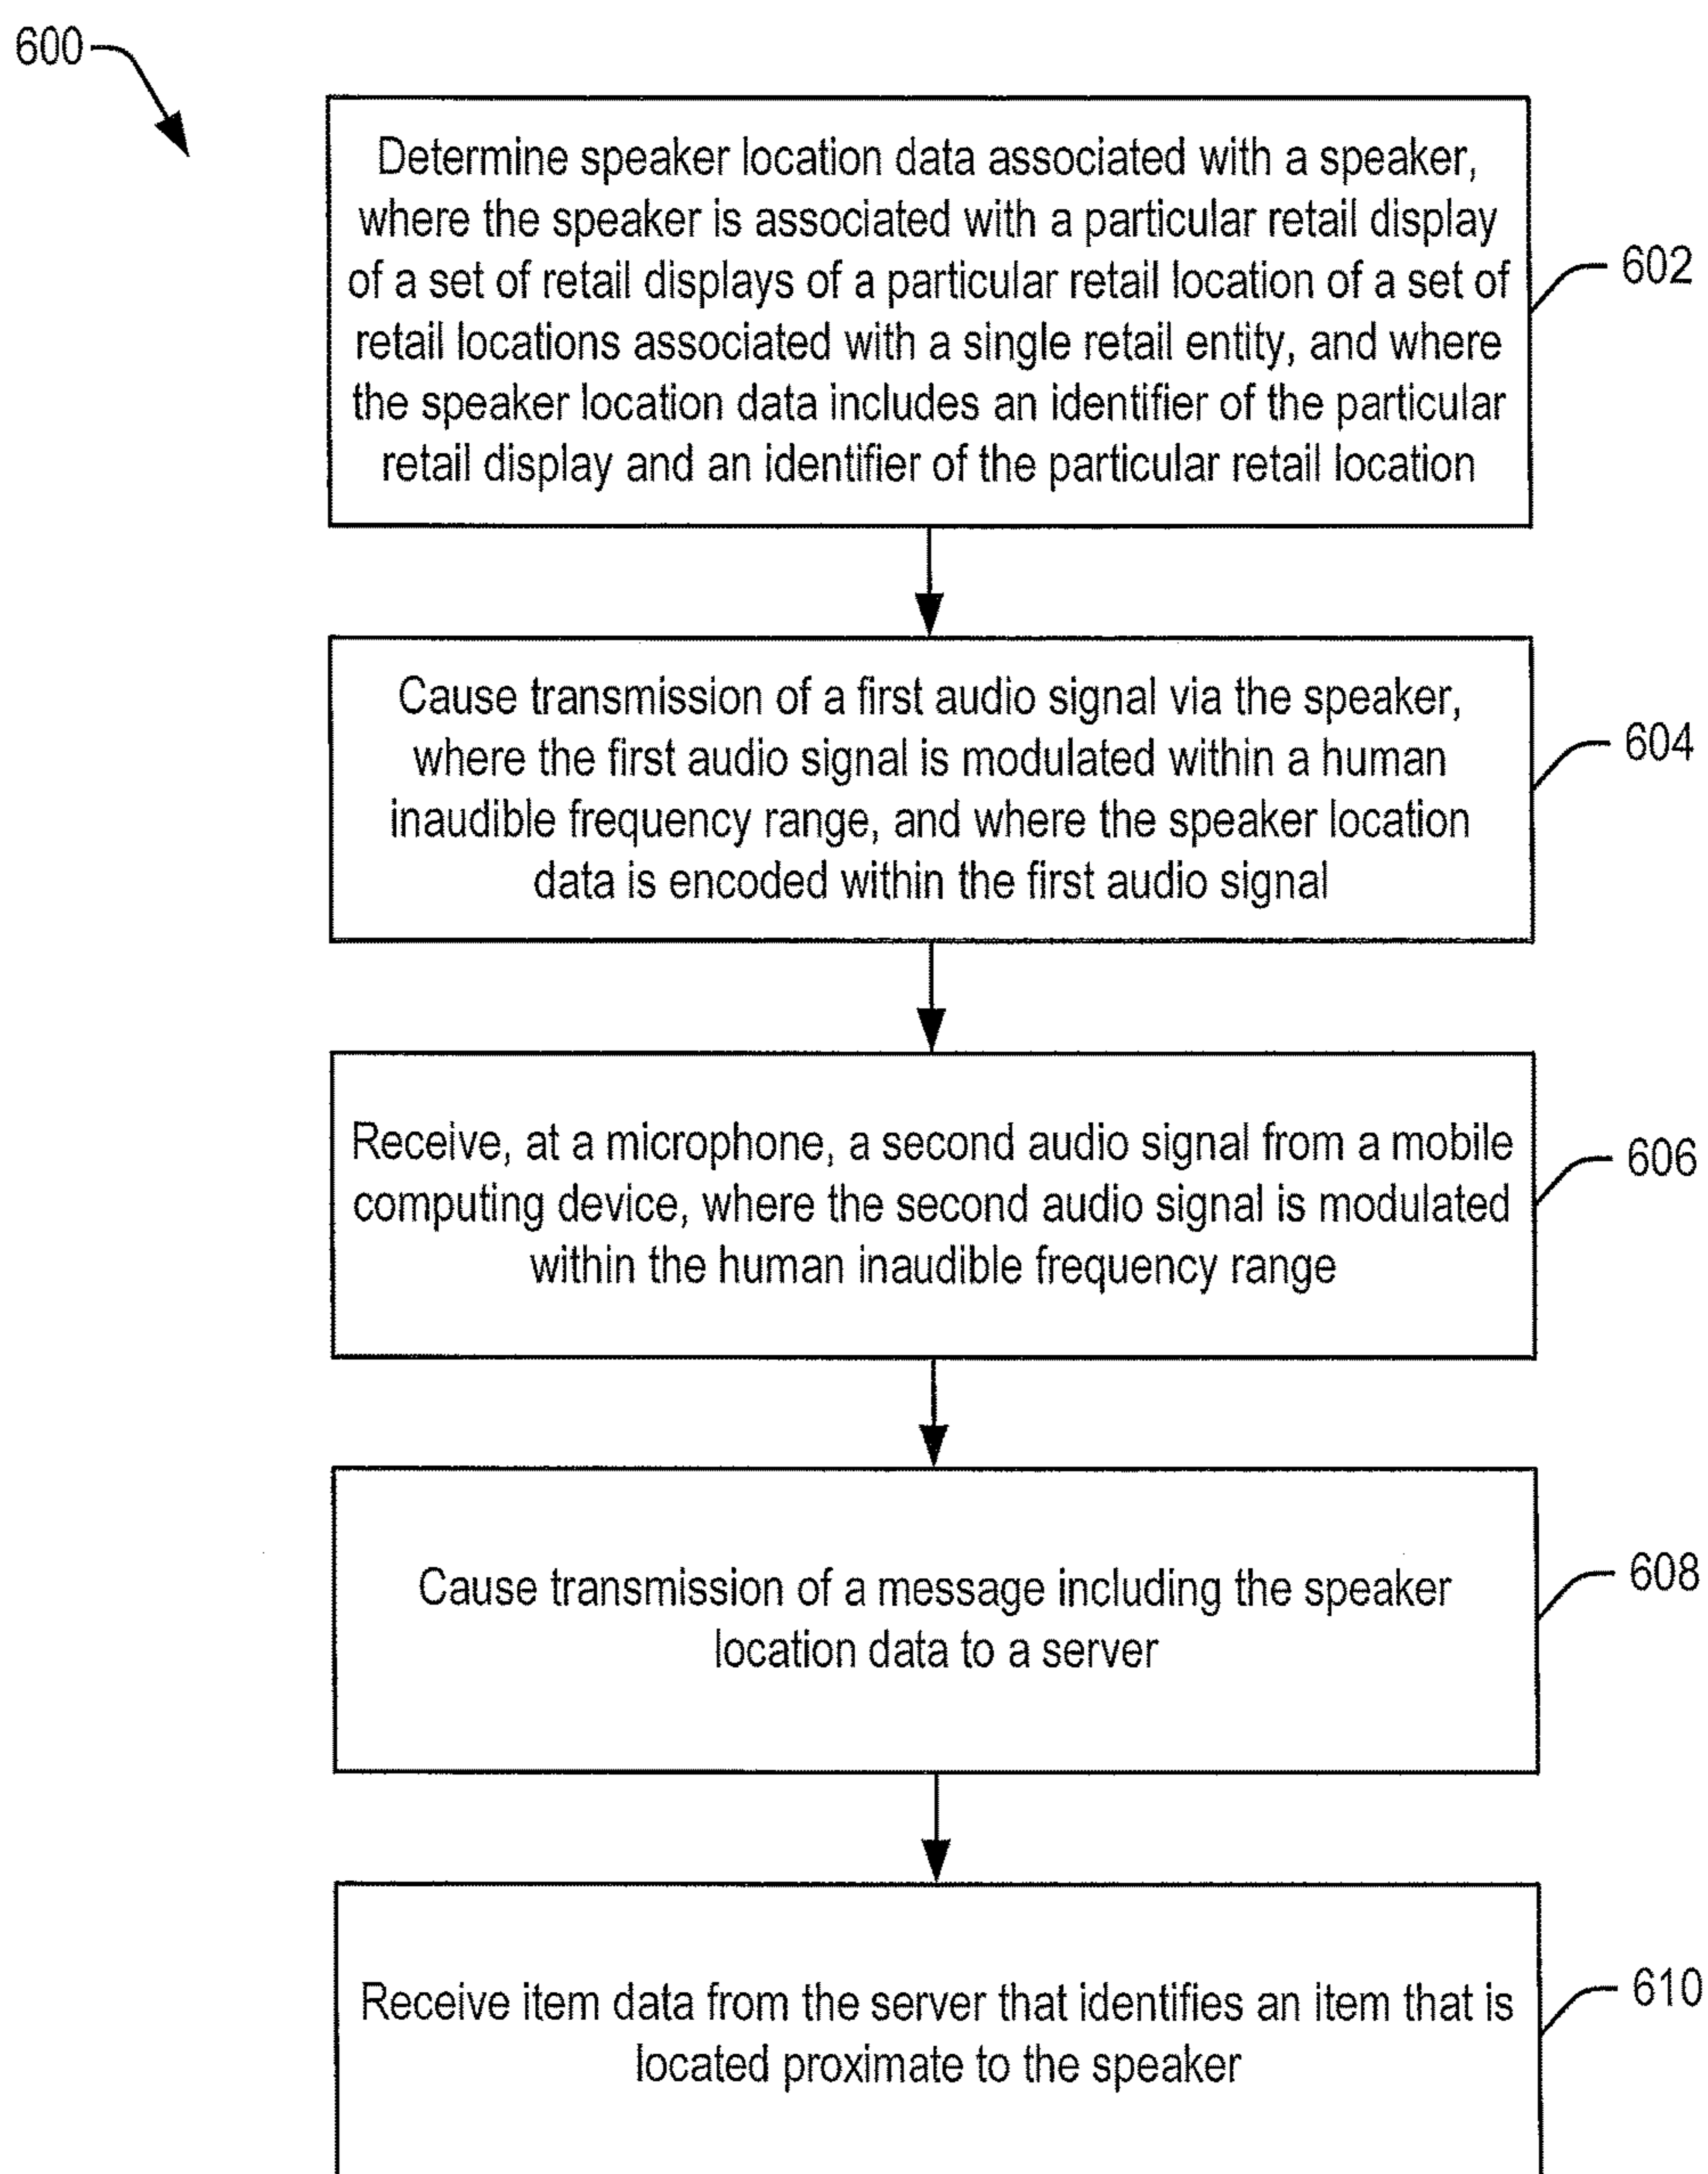 600
Determine speaker location data associated with a speaker,
where the speaker is associated with a particular retail display
of a set of retail displays of a particular retail location of a set of
retail locations associated with a single retail entity, and where
the speaker location data includes an identifier of the particular
retail display and an identifier of the particular retail location
602
Cause transmission of a first audio signal via the speaker,
where the first audio signal is modulated within a human
inaudible frequency range, and where the speaker location
data is encoded within the first audio signal
604
Receive, at a microphone, a second audio signal from a mobile
computing device, where the second audio signal is modulated
within the human inaudible frequency range
606
Cause transmission of a message including the speaker
location data to a server
608
Receive item data from the server that identifies an item that is
located proximate to the speaker
610